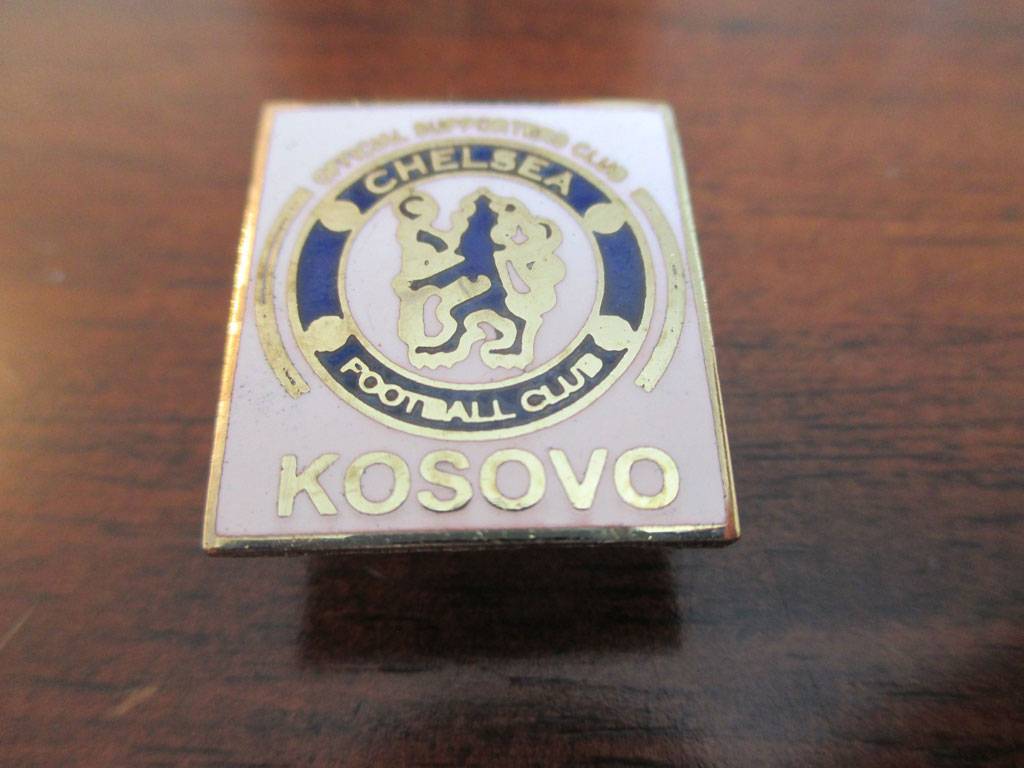 OFFICIAL SUPPORTERS CLUB
CHELSEA
FOOTBALL CLUB
KOSOVO